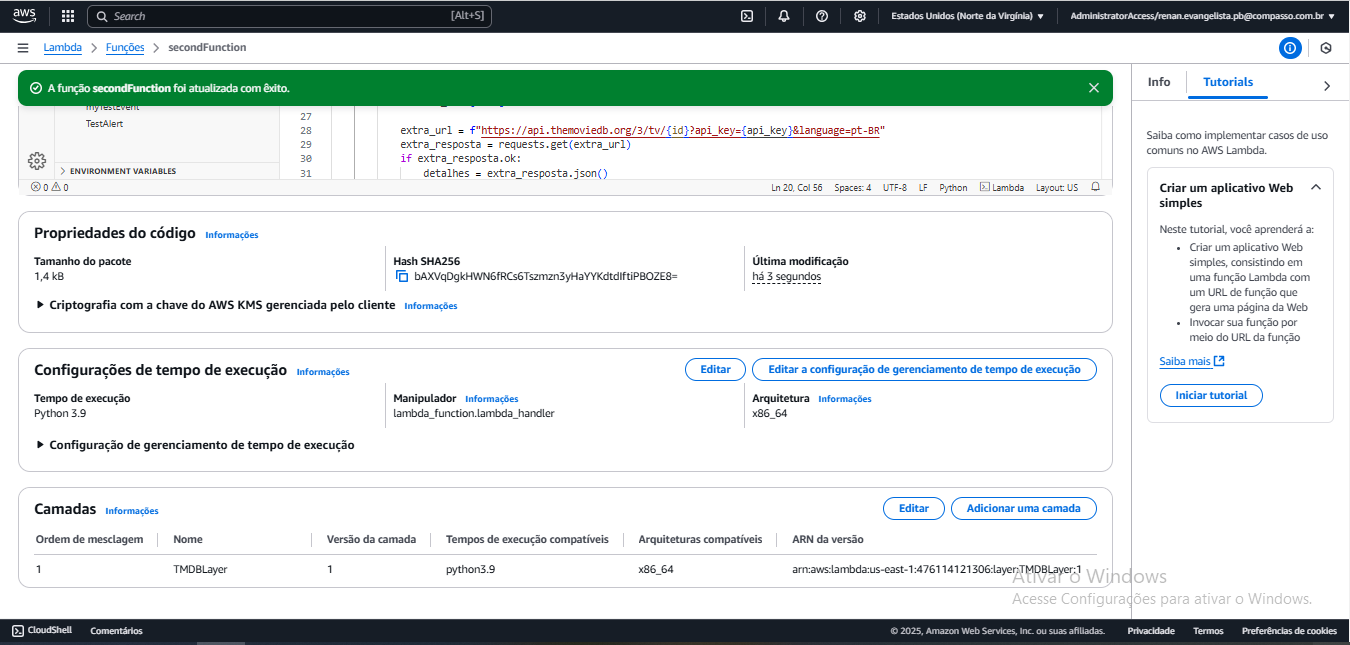 aws
Search [Alt+S]
Estados Unidos (Norte da Virgínia) ▼
AdministratorAccess/renan.evangelista.pb@compasso.com.br ▼
Lambda > Funções > secondFunction
A função secondFunction foi atualizada com êxito.
myTestEvent
TestAlert
ENVIRONMENT VARIABLES
27
28 extra_url = f"https://api.themoviedb.org/3/tv/{id}?api_key={api_key}&language=pt-BR"
29 extra_resposta = requests.get(extra_url)
30 if extra_resposta.ok:
31 detalhes = extra_resposta.json()
0 0
Ln 20, Col 56 Spaces: 4 UTF-8 LF Python Lambda Layout: US
Propriedades do código Informações
Tamanho do pacote
1,4 kB
Hash SHA256
bAXVqDgkHWN6fRCs6Tszmzn3yHaYYKdtdIftiPBOZE8=
Última modificação
há 3 segundos
Criptografia com a chave do AWS KMS gerenciada pelo cliente Informações
Configurações de tempo de execução Informações
Editar
Editar a configuração de gerenciamento de tempo de execução
Tempo de execução
Python 3.9
Manipulador Informações
lambda_function.lambda_handler
Arquitetura Informações
x86_64
Configuração de gerenciamento de tempo de execução
Camadas Informações
Editar
Adicionar uma camada
Ordem de mesclagem Nome Versão da camada Tempos de execução compatíveis Arquiteturas compatíveis ARN da versão
1 TMDBLayer 1 python3.9 x86_64 arn:aws:lambda:us-east-1:476114121306:layer:TMDBLayer:1
Info
Tutorials
Saiba como implementar casos de uso
comuns no AWS Lambda.
Criar um aplicativo Web
simples
Neste tutorial, você aprenderá a:
• Criar um aplicativo Web
simples, consistindo em
uma função Lambda com
um URL de função que
gera uma página da Web
• Invocar sua função por
meio do URL da função
Saiba mais
Iniciar tutorial
Ativar o Windows
Acesse Configurações para ativar o Windows.
CloudShell
Comentários
© 2025, Amazon Web Services, Inc. ou suas afiliadas.
Privacidade
Termos
Preferências de cookies